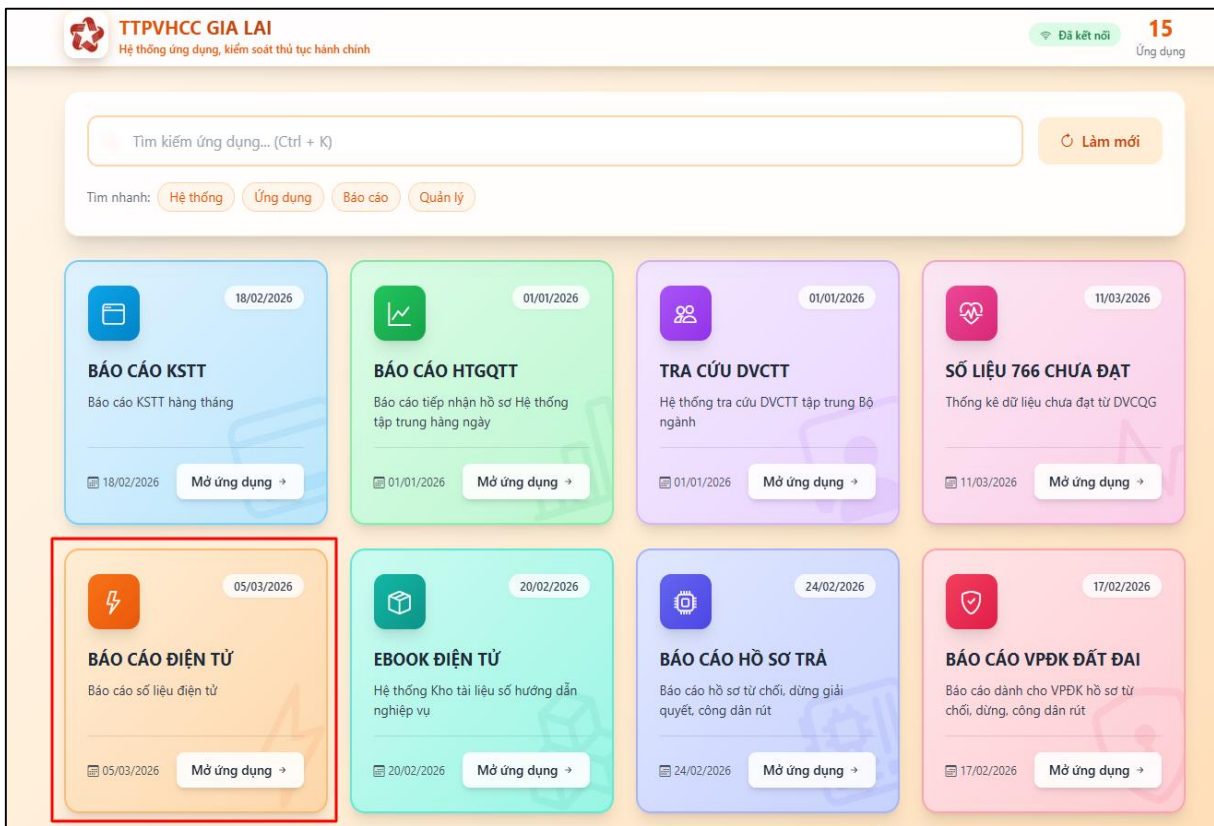 TTPVHCC GIA LAI
Hệ thống ứng dụng, kiểm soát thủ tục hành chính
Đã kết nối
15
Ứng dụng
Tìm kiếm ứng dụng... (Ctrl + K)
Làm mới
Tìm nhanh: Hệ thống Ứng dụng Báo cáo Quản lý
18/02/2026
BÁO CÁO KSTT
Báo cáo KSTT hàng tháng
18/02/2026 Mở ứng dụng →
01/01/2026
BÁO CÁO HTGQTT
Báo cáo tiếp nhận hồ sơ Hệ thống
tập trung hàng ngày
01/01/2026 Mở ứng dụng →
01/01/2026
TRA CỨU DVCTT
Hệ thống tra cứu DVCTT tập trung Bộ
ngành
01/01/2026 Mở ứng dụng →
11/03/2026
SỐ LIỆU 766 CHƯA ĐẠT
Thống kê dữ liệu chưa đạt từ DVCQG
11/03/2026 Mở ứng dụng →
05/03/2026
BÁO CÁO ĐIỆN TỬ
Báo cáo số liệu điện tử
05/03/2026 Mở ứng dụng →
20/02/2026
EBOOK ĐIỆN TỬ
Hệ thống Kho tài liệu số hướng dẫn
nghiệp vụ
20/02/2026 Mở ứng dụng →
24/02/2026
BÁO CÁO HỒ SƠ TRẢ
Báo cáo hồ sơ từ chối, dừng giải
quyết, công dân rút
24/02/2026 Mở ứng dụng →
17/02/2026
BÁO CÁO VPĐK ĐẤT ĐAI
Báo cáo dành cho VPĐK hồ sơ từ
chối, dừng, công dân rút
17/02/2026 Mở ứng dụng →